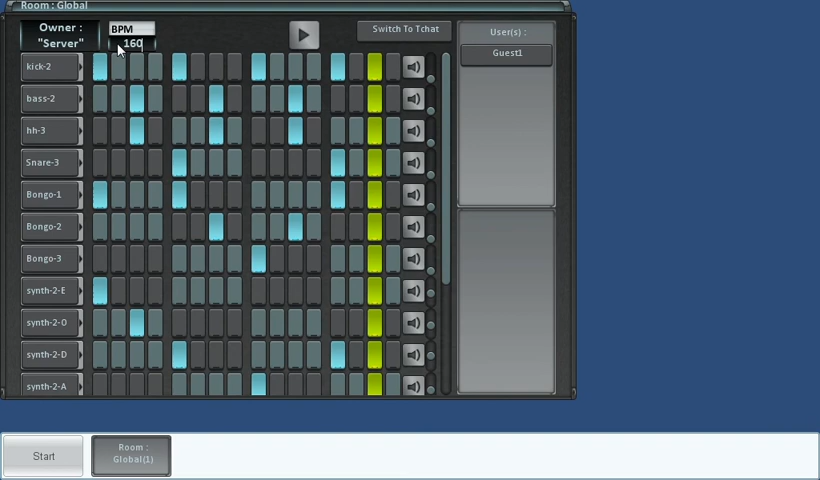 Room : Global
Owner :
"Server"
BPM
160
Switch To Tchat
User(s) :
Guest1
kick-2
bass-2
hh-3
Snare-3
Bongo-1
Bongo-2
Bongo-3
synth-2-E
synth-2-O
synth-2-D
synth-2-A
Start
Room :
Global(1)